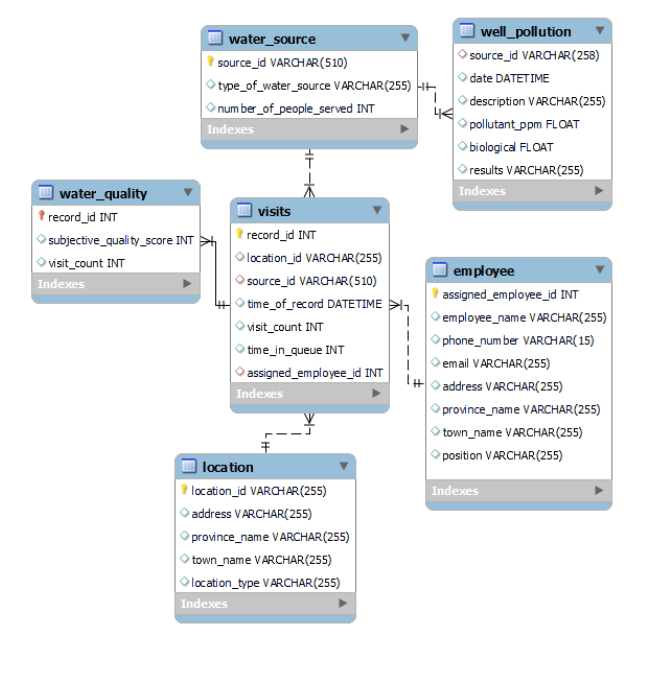 water_source
source_id VARCHAR(510)
type_of_water_source VARCHAR(255)
number_of_people_served INT
Indexes
well_pollution
source_id VARCHAR(258)
date DATETIME
description VARCHAR(255)
pollutant_ppm FLOAT
biological FLOAT
results VARCHAR(255)
Indexes
water_quality
record_id INT
subjective_quality_score INT
visit_count INT
Indexes
visits
record_id INT
location_id VARCHAR(255)
source_id VARCHAR(510)
time_of_record DATETIME
visit_count INT
time_in_queue INT
assigned_employee_id INT
Indexes
employee
assigned_employee_id INT
employee_name VARCHAR(255)
phone_number VARCHAR(15)
email VARCHAR(255)
address VARCHAR(255)
province_name VARCHAR(255)
town_name VARCHAR(255)
position VARCHAR(255)
Indexes
location
location_id VARCHAR(255)
address VARCHAR(255)
province_name VARCHAR(255)
town_name VARCHAR(255)
location_type VARCHAR(255)
Indexes